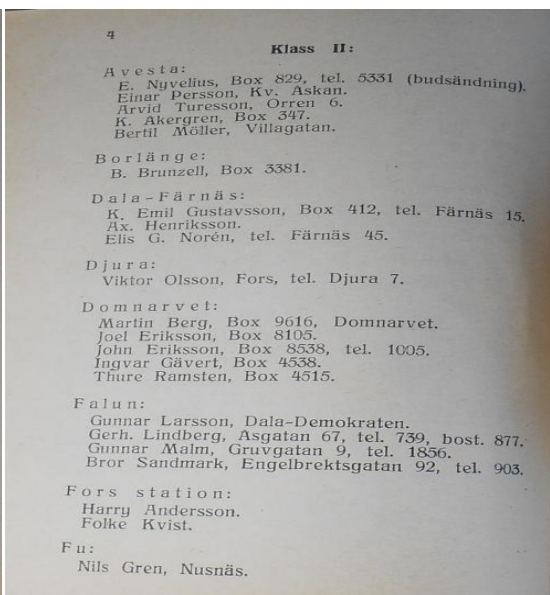 4
Klass II:
Avesta:
E. Nyvelius, Box 829, tel. 5331 (budsändning).
Einar Persson, Kv. Askan.
Arvid Turesson, Orren 6.
K. Akergren, Box 347.
Bertil Möller, Villagatan.
Borlänge:
B. Brunzell, Box 3381.
Dala-Färnäs:
K. Emil Gustavsson, Box 412, tel. Färnäs 15.
Ax. Henriksson.
Elis G. Norén, tel. Färnäs 45.
Djura:
Viktor Olsson, Fors, tel. Djura 7.
Domnarvet:
Martin Berg, Box 9616, Domnarvet.
Joel Eriksson, Box 8105.
John Eriksson, Box 8538, tel. 1005.
Ingvar Gävert, Box 4538.
Thure Ramsten, Box 4515.
Falun:
Gunnar Larsson, Dala-Demokraten.
Gerh. Lindberg, Asgatan 67, tel. 739, bost. 877.
Gunnar Malm, Gruvgatan 9, tel. 1856.
Bror Sandmark, Engelbrektsgatan 92, tel. 903.
Fors station:
Harry Andersson.
Folke Kvist.
Fu:
Nils Gren, Nusnäs.